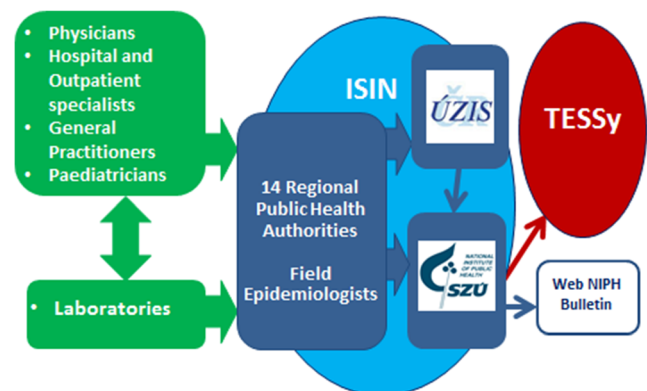 • Physicians
• Hospital and
Outpatient
specialists
• General
Practitioners
• Paediatricians
• Laboratories
ISIN
14 Regional
Public Health
Authorities
Field
Epidemiologists
ÚZIS
NATIONAL
INSTITUTE
OF PUBLIC
HEALTH
SZÚ
TESSy
Web NIPH
Bulletin